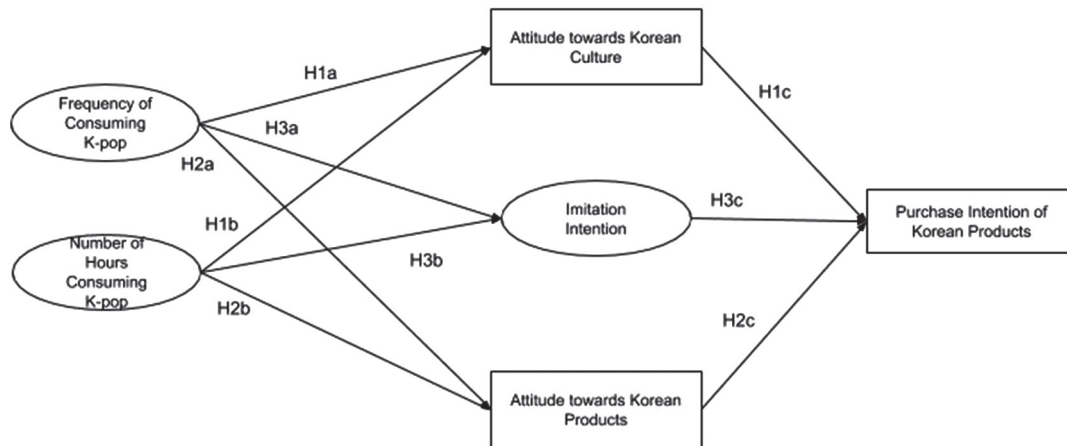 Attitude towards Korean
Culture
H1a
H1c
Frequency of
Consuming
K-pop
H3a
H2a
Imitation
Intention
H3c
Purchase Intention of
Korean Products
H1b
Number of
Hours
Consuming
K-pop
H3b
H2b
H2c
Attitude towards Korean
Products